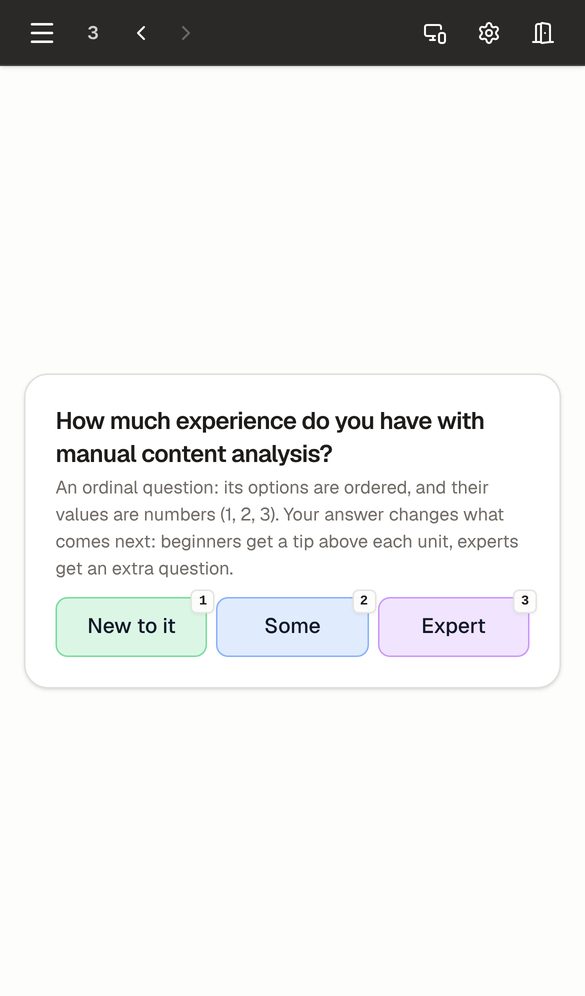 3
How much experience do you have with
manual content analysis?
An ordinal question: its options are ordered, and their
values are numbers (1, 2, 3). Your answer changes what
comes next: beginners get a tip above each unit, experts
get an extra question.
1
New to it
2
Some
3
Expert